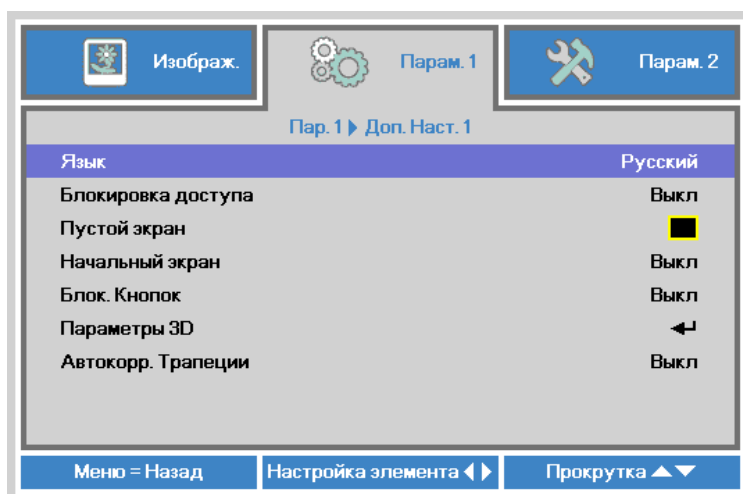 Изображ.
Парам. 1
Парам. 2
Пар. 1 Доп. Наст. 1
Язык Русский
Блокировка доступа Выкл
Пустой экран
Начальный экран Выкл
Блок. Кнопок Выкл
Параметры 3D
Автокорр. Трапеции Выкл
Меню = Назад
Настройка элемента
Прокрутка